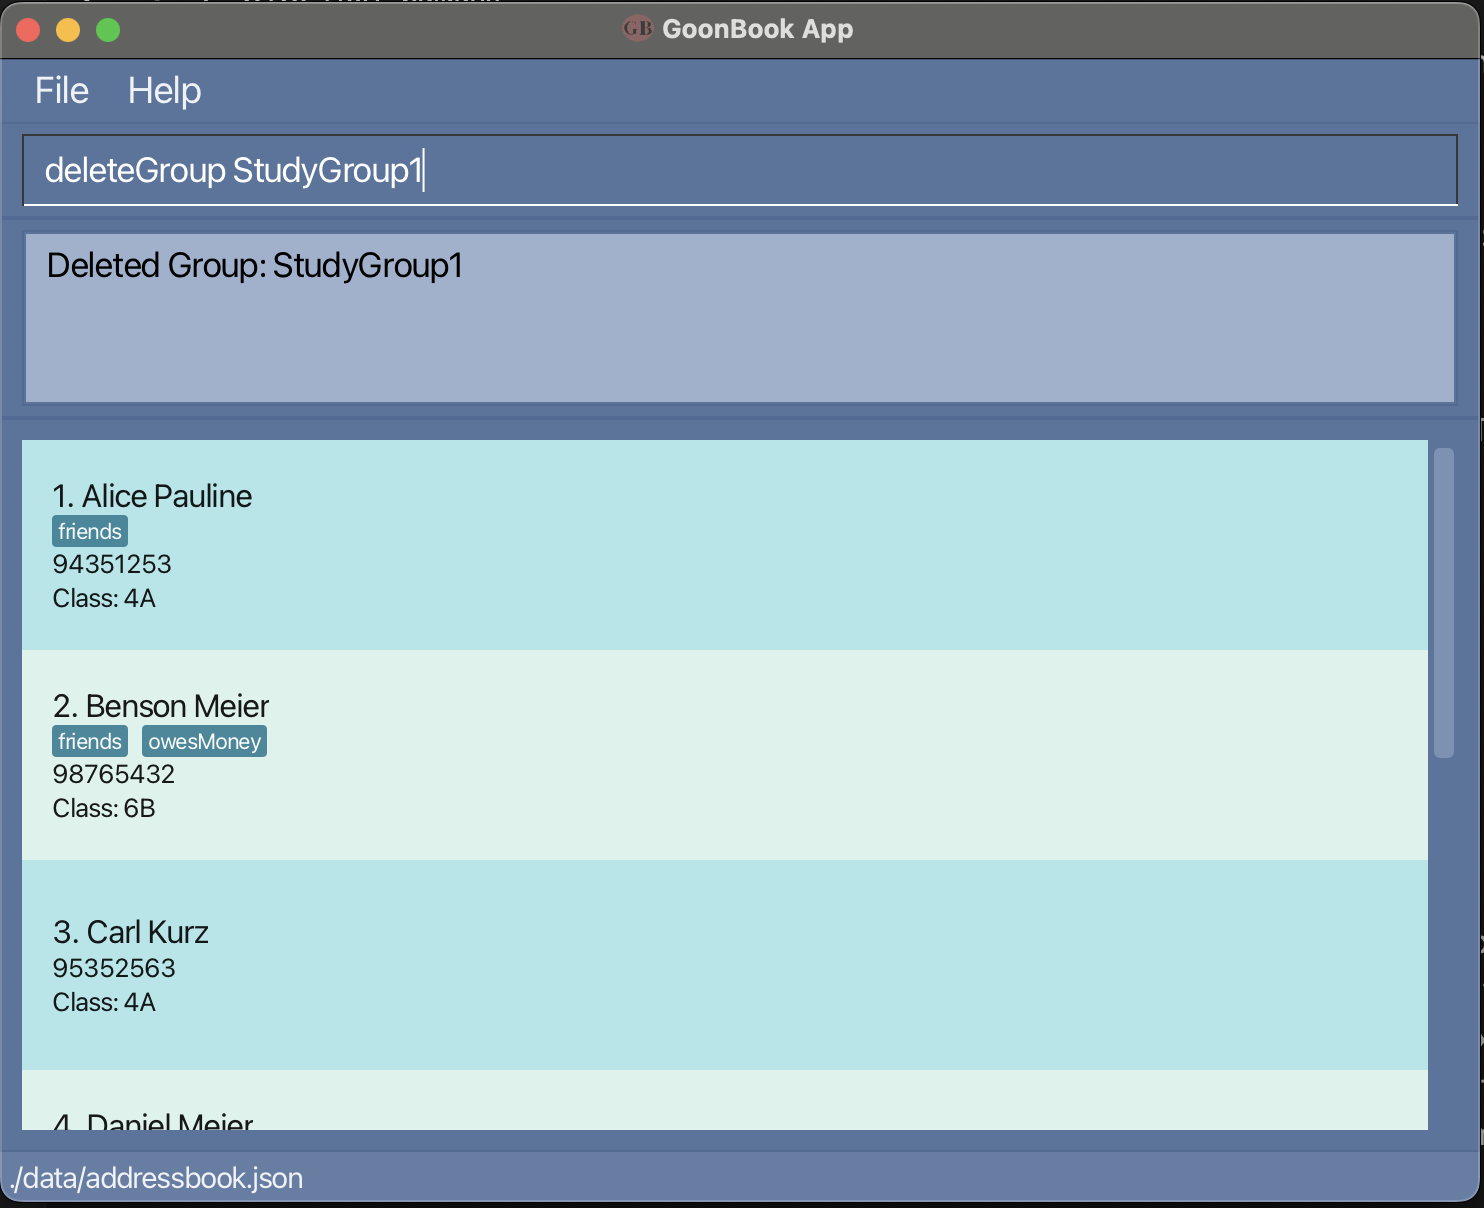 GB GoonBook App
File Help
deleteGroup StudyGroup1
Deleted Group: StudyGroup1
1. Alice Pauline
friends
94351253
Class: 4A
2. Benson Meier
friends owesMoney
98765432
Class: 6B
3. Carl Kurz
95352563
Class: 4A
4. Daniel Meier
./data/addressbook.json